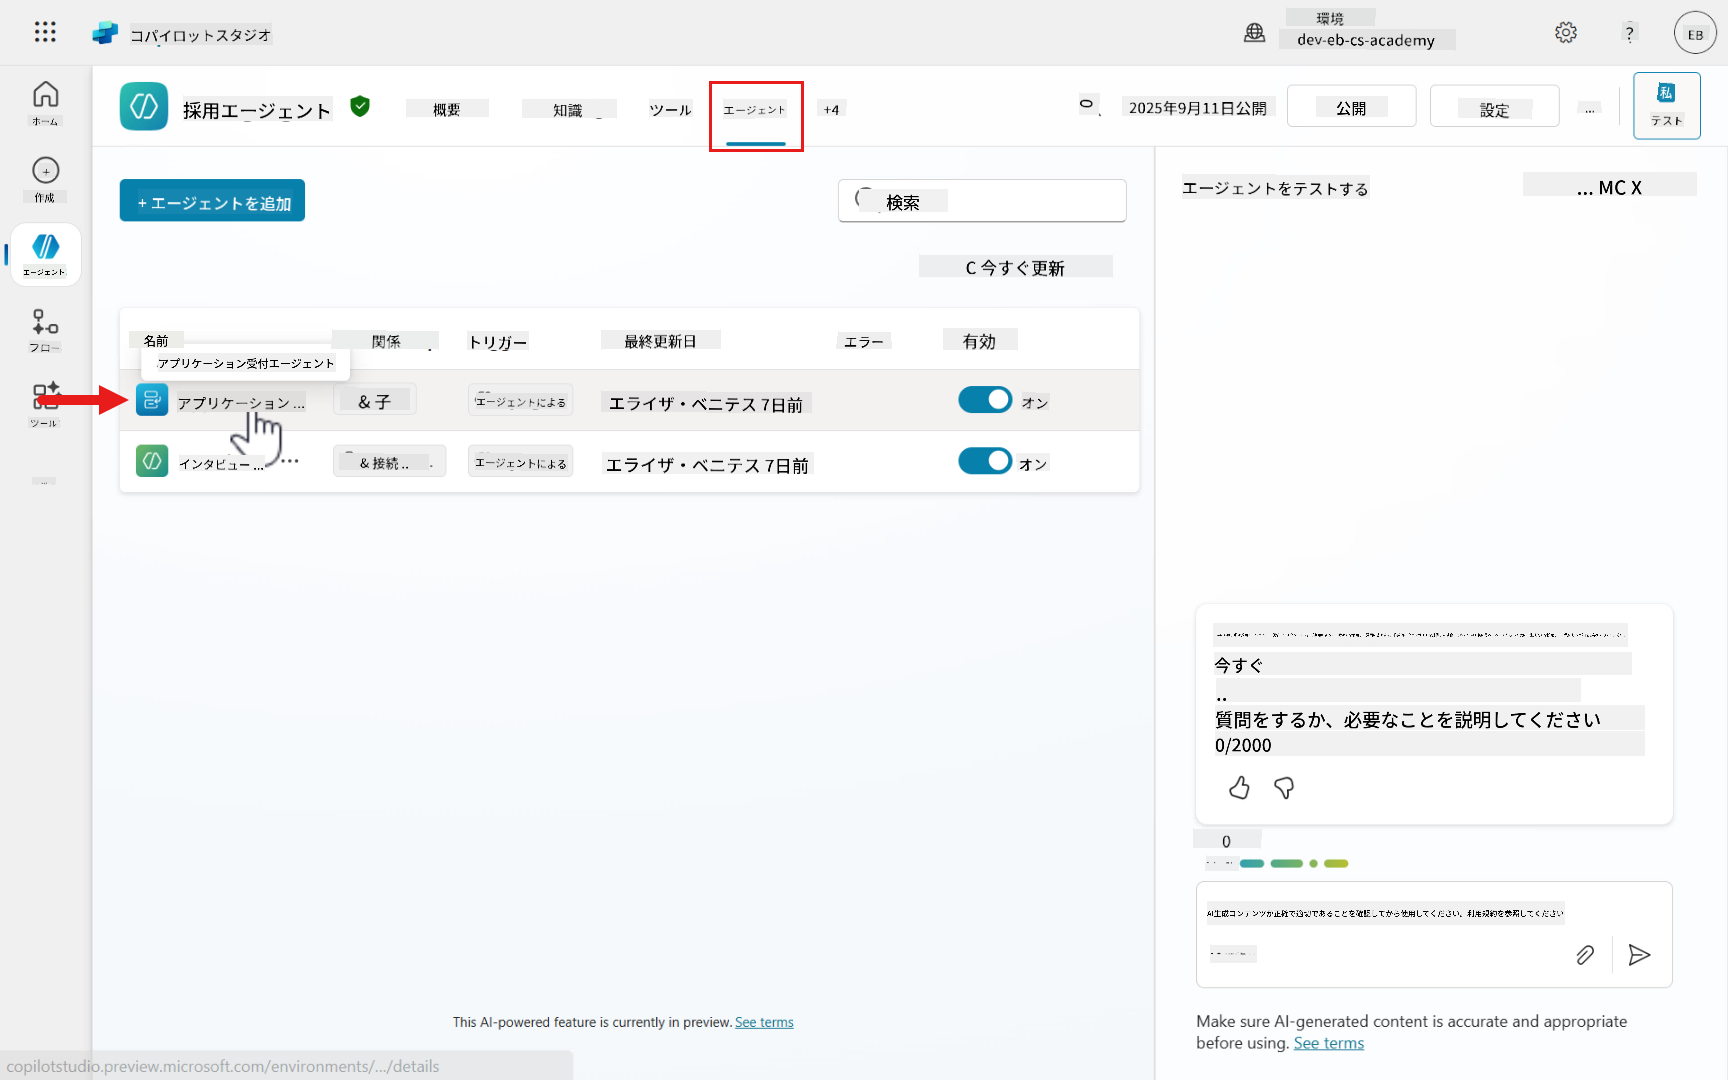 コパイロットスタジオ
環境
dev-eb-cs-academy
?
EB
ホーム
作成
エージェント
フロー
ツール
採用エージェント
概要
知識
ツール
エージェント
+4
2025年9月11日公開
公開
設定
...
私
テスト
+ エージェントを追加
検索
C 今すぐ更新
名前
関係
トリガー
最終更新日
エラー
有効
アプリケーション受付エージェント
アプリケーション ...
& 子
エージェントによる
エライザ・ベニテス 7日前
オン
インタビュー ...
& 接続 ..
エージェントによる
エライザ・ベニテス 7日前
オン
This AI-powered feature is currently in preview. See terms
copilotstudio.preview.microsoft.com/environments/.../details
エージェントをテストする
... MC X
今すぐ
..
質問をするか、必要なことを説明してください
0/2000
0
AI生成コンテンツが正確で適切であることを確認してから使用してください。利用規約を参照してください
Make sure AI-generated content is accurate and appropriate
before using. See terms